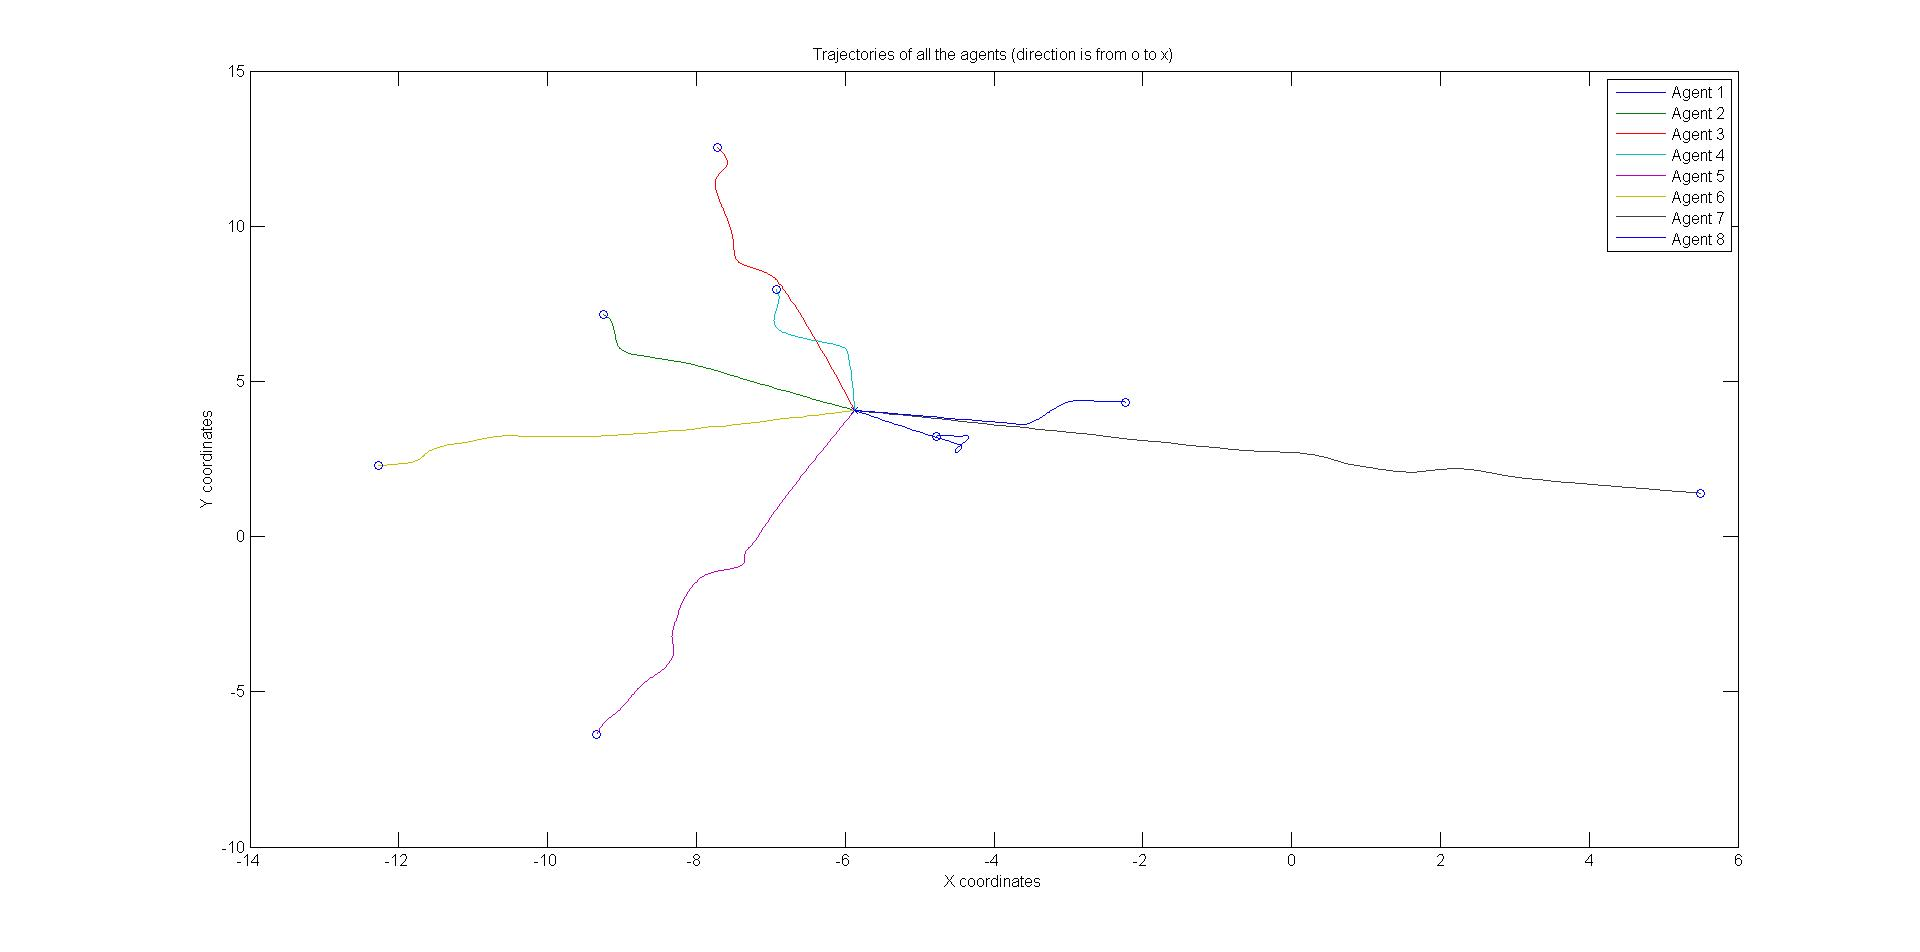 Trajectories of all the agents (direction is from o to x)
15
10
5
0
-5
-10
Y coordinates
-14 -12 -10 -8 -6 -4 -2 0 2 4 6
X coordinates
Agent 1
Agent 2
Agent 3
Agent 4
Agent 5
Agent 6
Agent 7
Agent 8